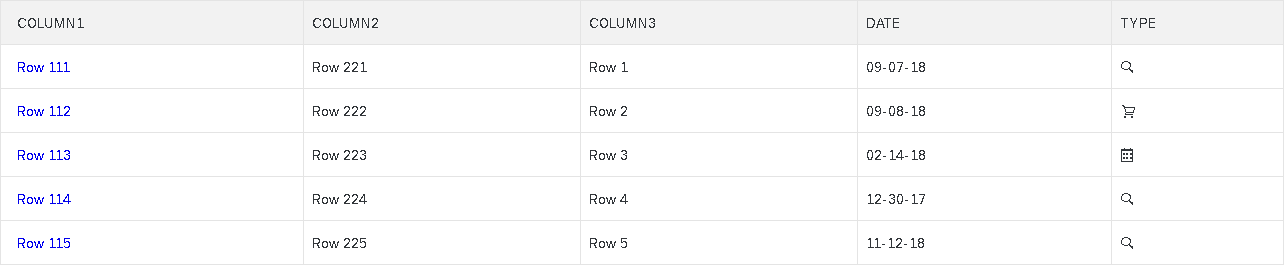 COLUMN1 COLUMN2 COLUMN3 DATE TYPE
Row 111 Row 221 Row 1 09-07-18
Row 112 Row 222 Row 2 09-08-18
Row 113 Row 223 Row 3 02-14-18
Row 114 Row 224 Row 4 12-30-17
Row 115 Row 225 Row 5 11-12-18